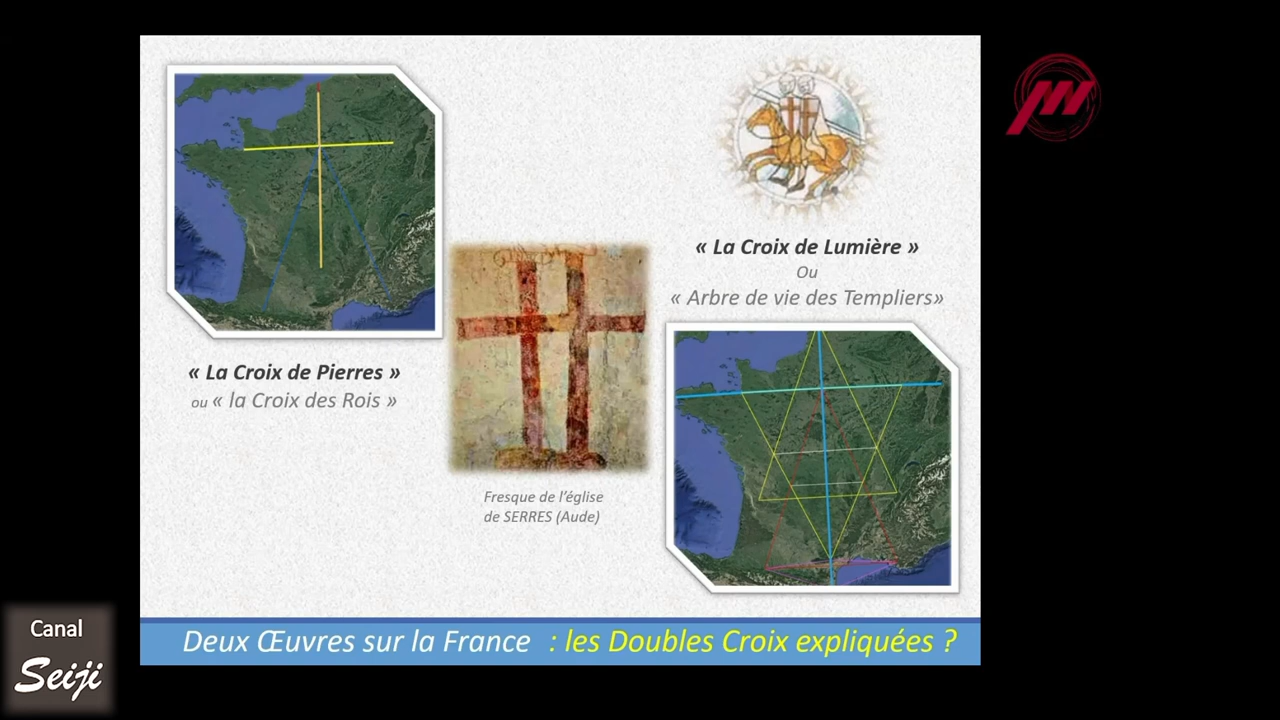 « La Croix de Lumière »
Ou
« Arbre de vie des Templiers»
« La Croix de Pierres »
ou « la Croix des Rois »
Fresque de l'église
de SERRES (Aude)
Deux Œuvres sur la France : les Doubles Croix expliquées ?
Canal
Seiji